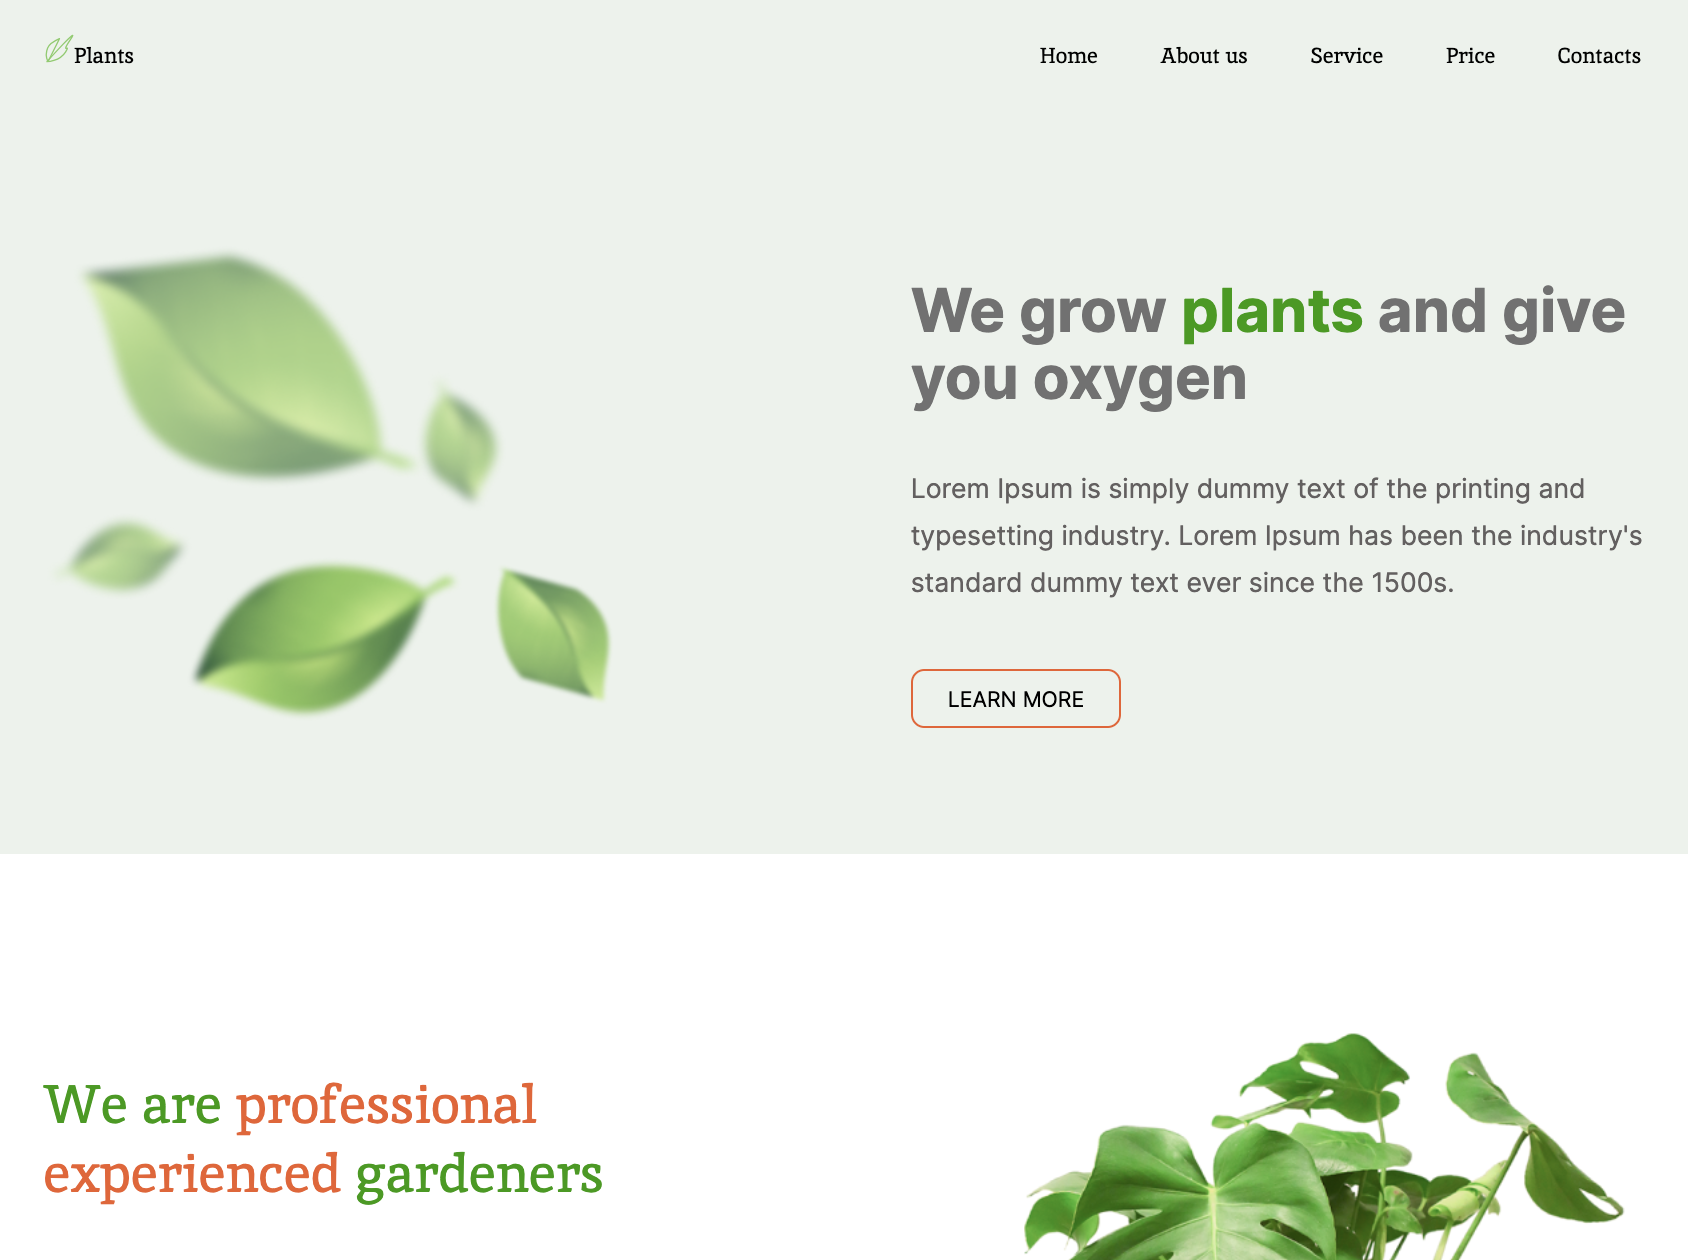 Plants
Home About us Service Price Contacts
We grow plants and give
you oxygen
Lorem Ipsum is simply dummy text of the printing and
typesetting industry. Lorem Ipsum has been the industry's
standard dummy text ever since the 1500s.
LEARN MORE
We are professional
experienced gardeners